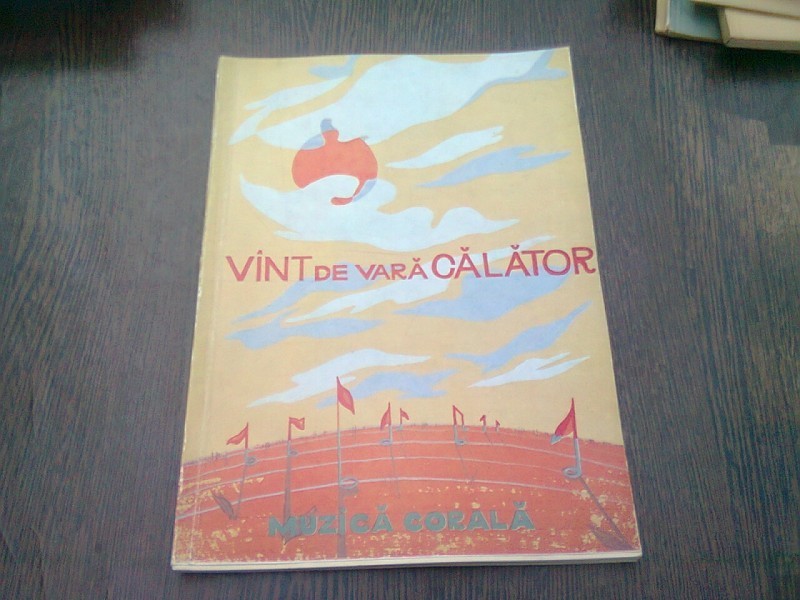 VÎNT DE VARĂ CĂLĂTOR
MUZICĂ CORALĂ